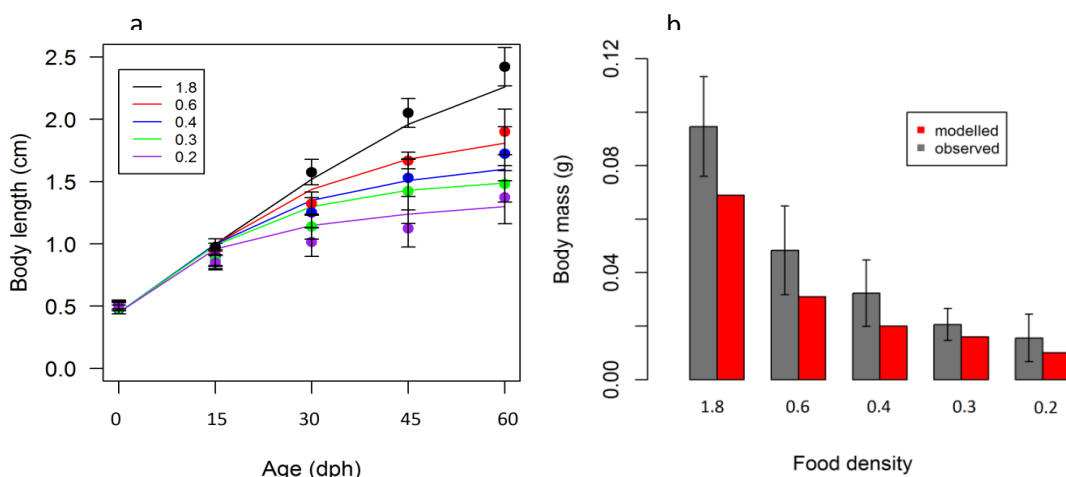 a
2.5
2.0
1.5
1.0
0.5
0.0
Body length (cm)
1.8
0.6
0.4
0.3
0.2
0 15 30 45 60
Age (dph)
b
0.12
0.08
0.04
0.00
Body mass (g)
modelled
observed
1.8 0.6 0.4 0.3 0.2
Food density